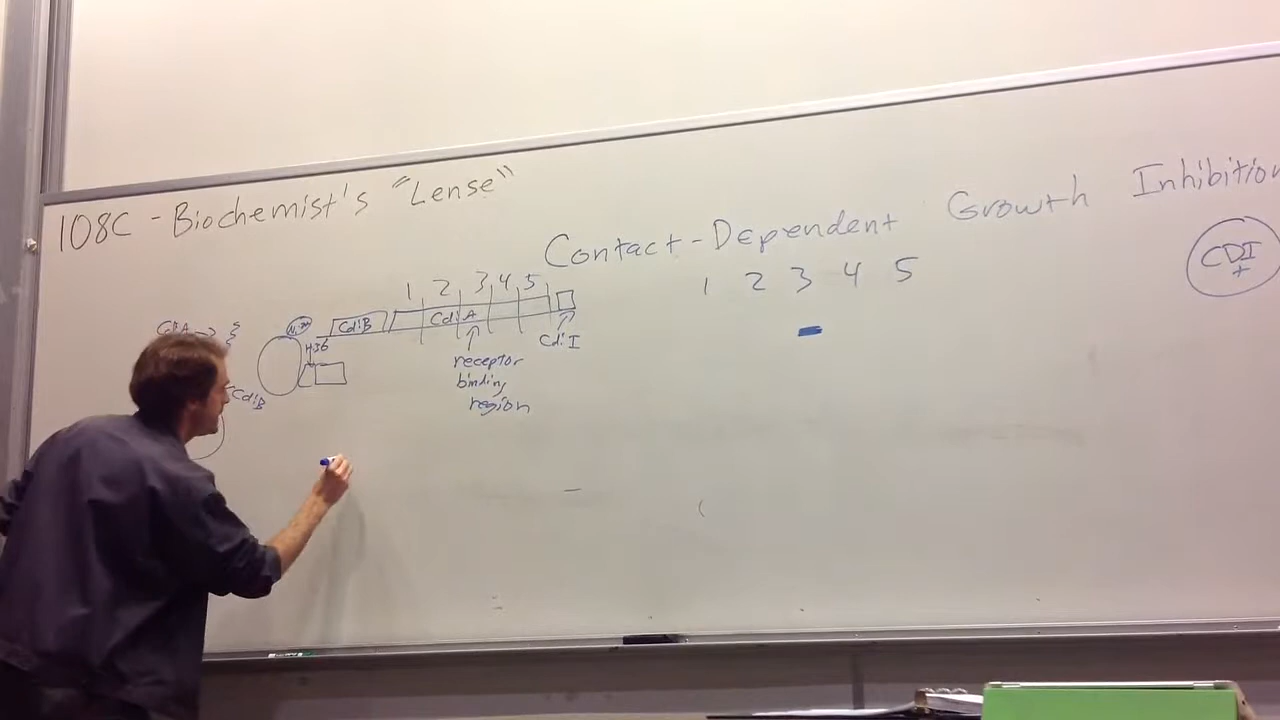 108C - Biochemist's "Lense"
Contact-Dependent Growth Inhibition
CDI
+
1 2 3 4 5
1 2 3 4 5
CdiB
CdiA
CdiI
receptor
binding
region
CdiB